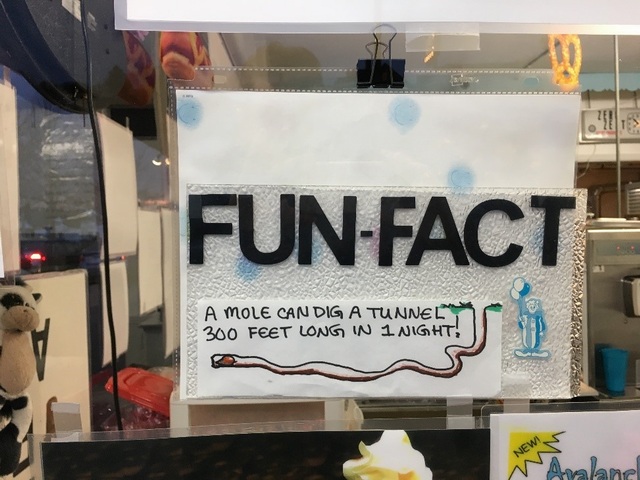 FUN-FACT
A MOLE CAN DIG A TUNNEL
300 FEET LONG IN 1 NIGHT!
NEW!